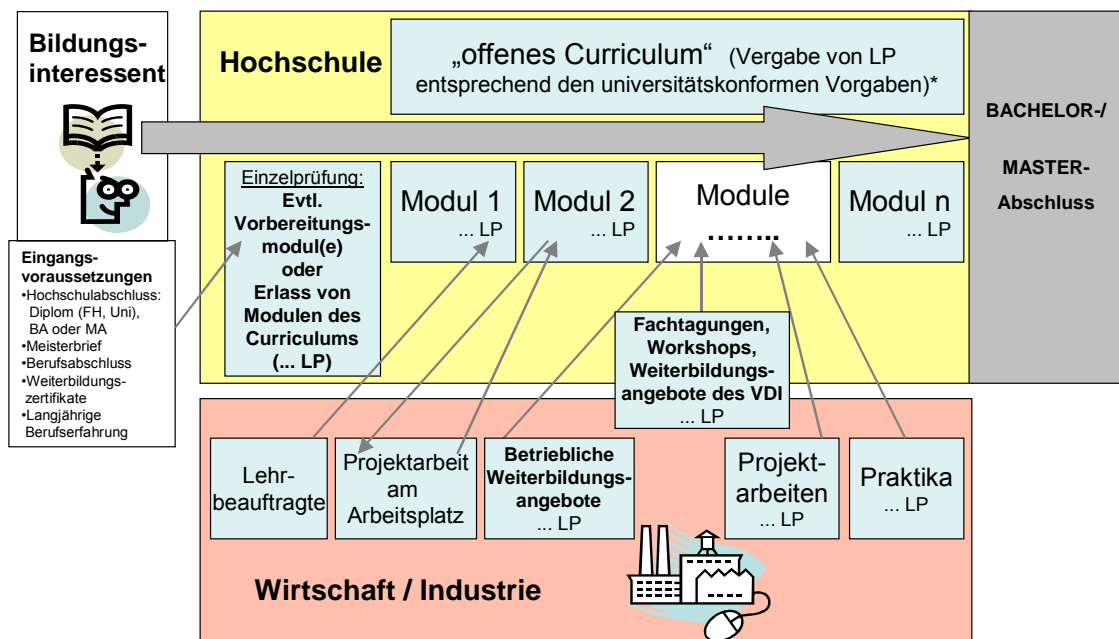 Bildungs-
interessent
Eingangs-
voraussetzungen
•Hochschulabschluss:
Diplom (FH, Uni),
BA oder MA
•Meisterbrief
•Berufsabschluss
•Weiterbildungs-
zertifikate
•Langjährige
Berufserfahrung
Hochschule
„offenes Curriculum“ (Vergabe von LP
entsprechend den universitätskonformen Vorgaben)*
Einzelprüfung:
Evtl.
Vorbereitungs-
modul(e)
oder
Erlass von
Modulen des
Curriculums
(... LP)
Modul 1
... LP
Modul 2
... LP
Module
........
Modul n
... LP
BACHELOR-/
MASTER-
Abschluss
Fachtagungen,
Workshops,
Weiterbildungs-
angebote des VDI
... LP
Lehr-
beauftragte
Projektarbeit
am
Arbeitsplatz
Betriebliche
Weiterbildungs-
angebote
... LP
Projekt-
arbeiten
... LP
Praktika
... LP
Wirtschaft / Industrie